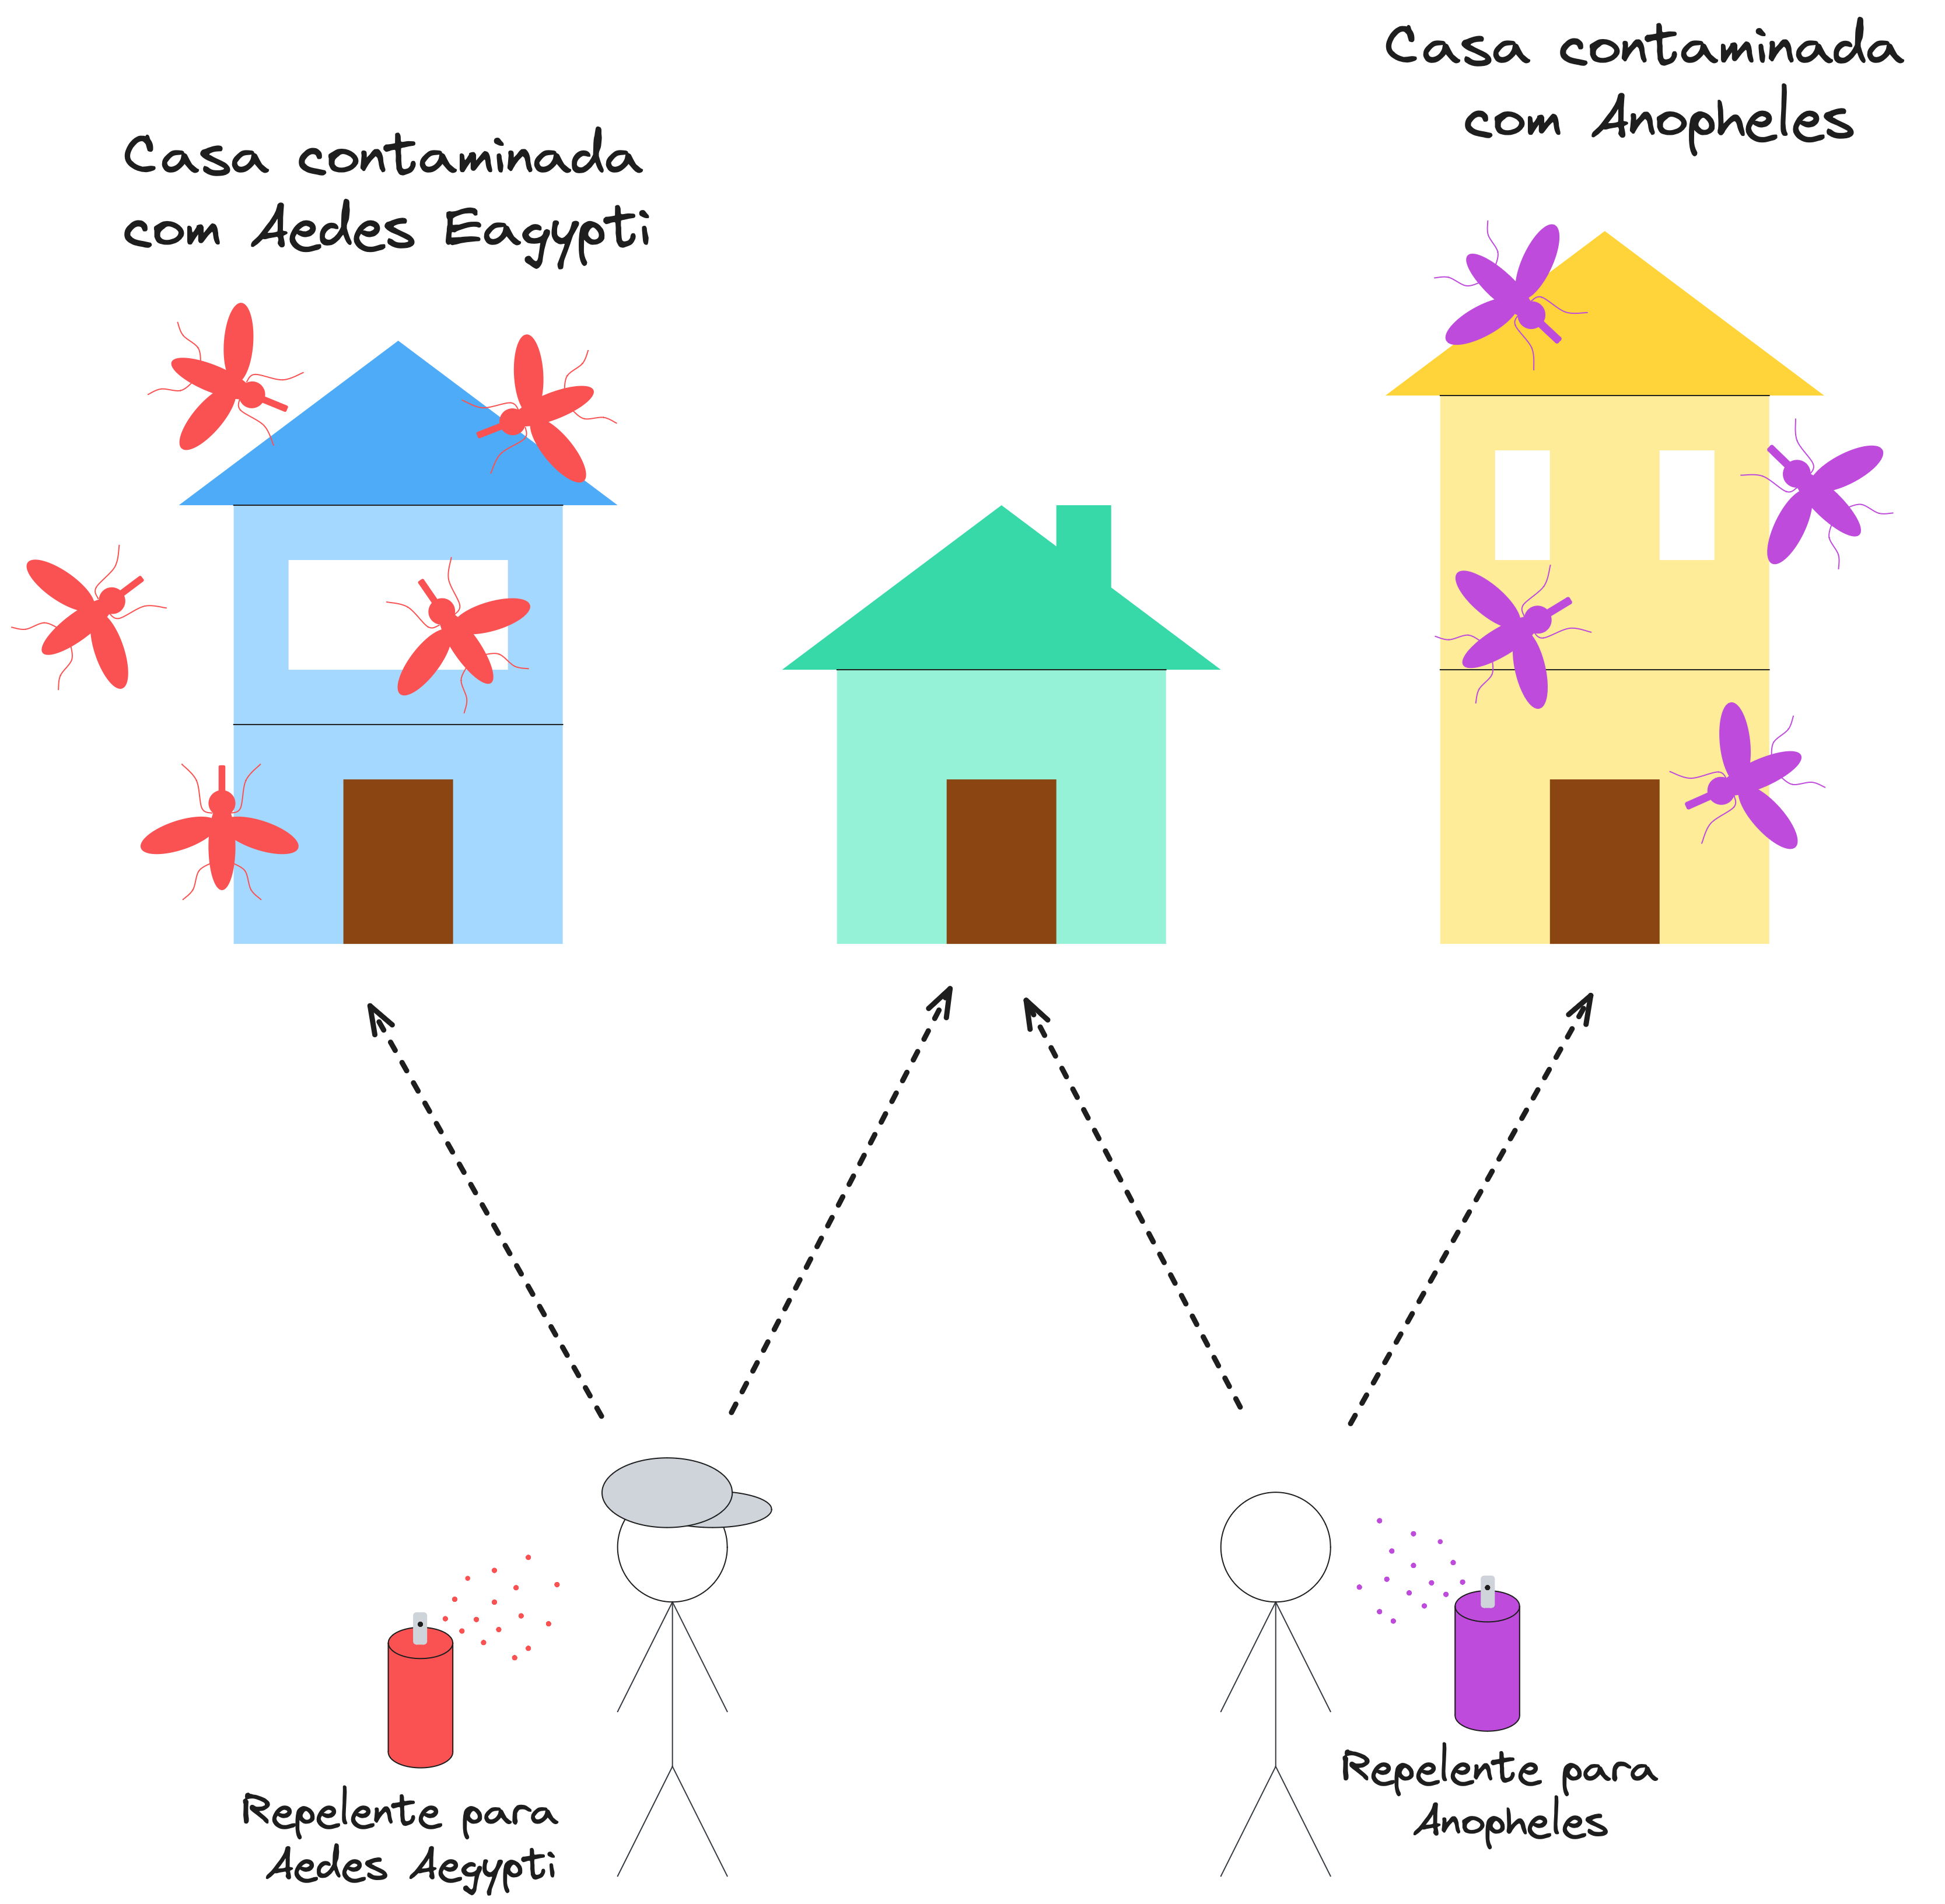 Casa contaminada
com Aedes Eagypti
Casa contaminada
com Anopheles
Repelente para
Aedes Aegypti
Repelente para
Anopheles